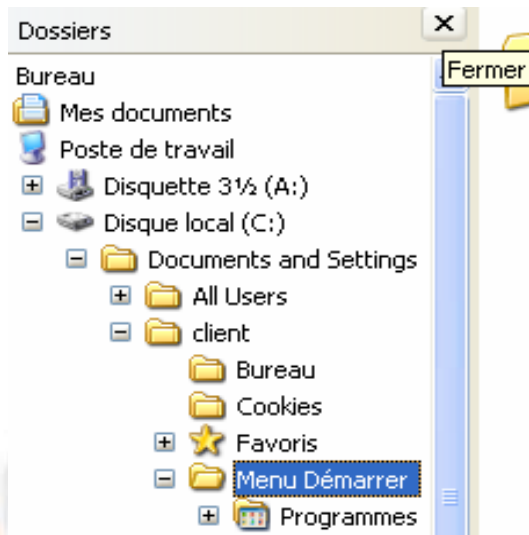 Dossiers
Fermer
Bureau
Mes documents
Poste de travail
Disquette 3½ (A:)
Disque local (C:)
Documents and Settings
All Users
client
Bureau
Cookies
Favoris
Menu Démarrer
Programmes